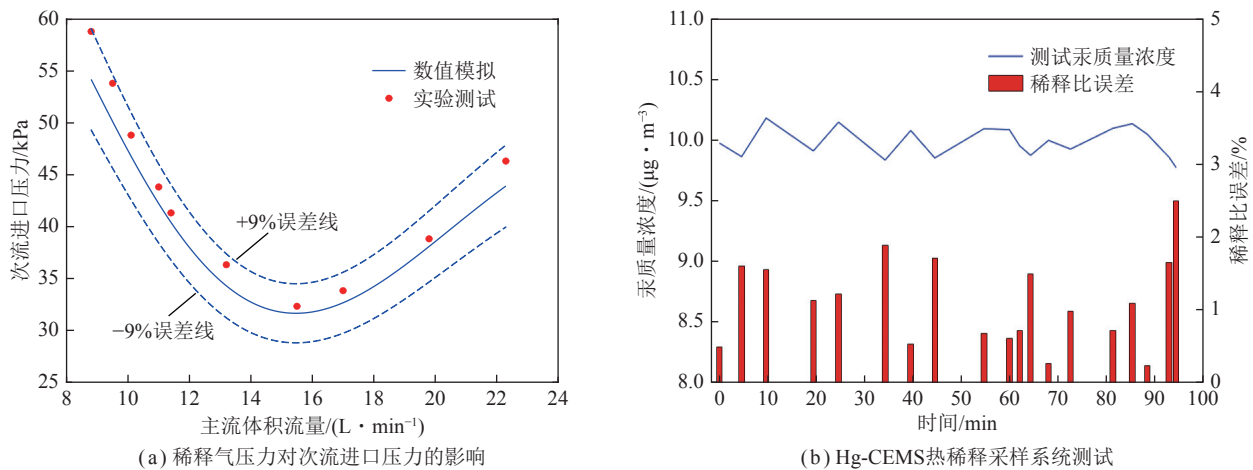 60
55
50
45
40
35
30
25
次流进口压力/kPa
数值模拟
实验测试
+9%误差线
−9%误差线
8 10 12 14 16 18 20 22 24
主流体积流量/(L·min⁻¹)
(a) 稀释气压力对次流进口压力的影响
11.0
10.5
10.0
9.5
9.0
8.5
8.0
汞质量浓度/(μg·m⁻³)
测试汞质量浓度
稀释比误差
5
4
3
2
1
0
稀释比误差/%
0 10 20 30 40 50 60 70 80 90 100
时间/min
(b) Hg-CEMS热稀释采样系统测试